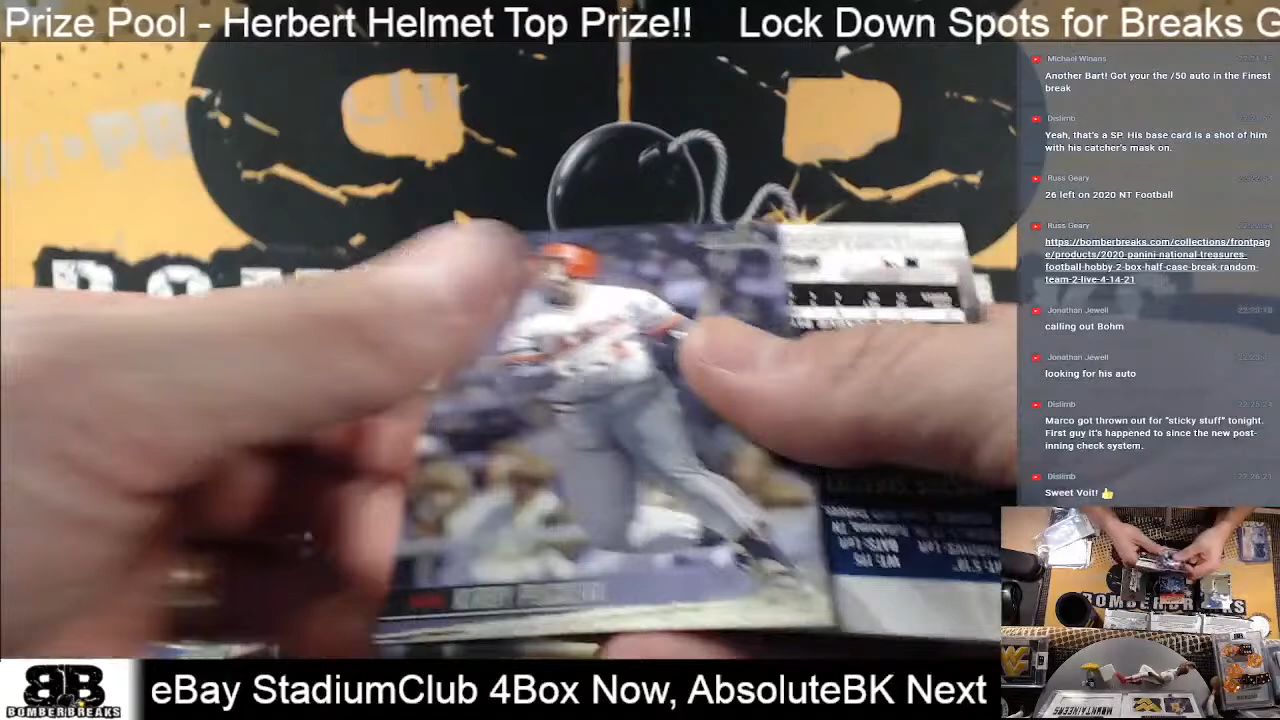 Prize Pool - Herbert Helmet Top Prize!! Lock Down Spots for Breaks G
Michael Winans
Another Bart! Got your the /50 auto in the Finest
break
Dislimb
Yeah, that's a SP. His base card is a shot of him
with his catcher's mask on.
Russ Geary
26 left on 2020 NT Football
Russ Geary
https://bomberbreaks.com/collections/frontpag
e/products/2020-panini-national-treasures-
football-hobby-2-box-half-case-break-random-
team-2-live-4-14-21
Jonathan Jewell
calling out Bohm
Jonathan Jewell
looking for his auto
Dislimb
Marco got thrown out for "sticky stuff" tonight.
First guy it's happened to since the new post-
inning check system.
Dislimb
Sweet Voit! 👍
BOMBERBREAKS
MOUNTAINEERS
BB
BOMBERBREAKS
eBay StadiumClub 4Box Now, AbsoluteBK Next